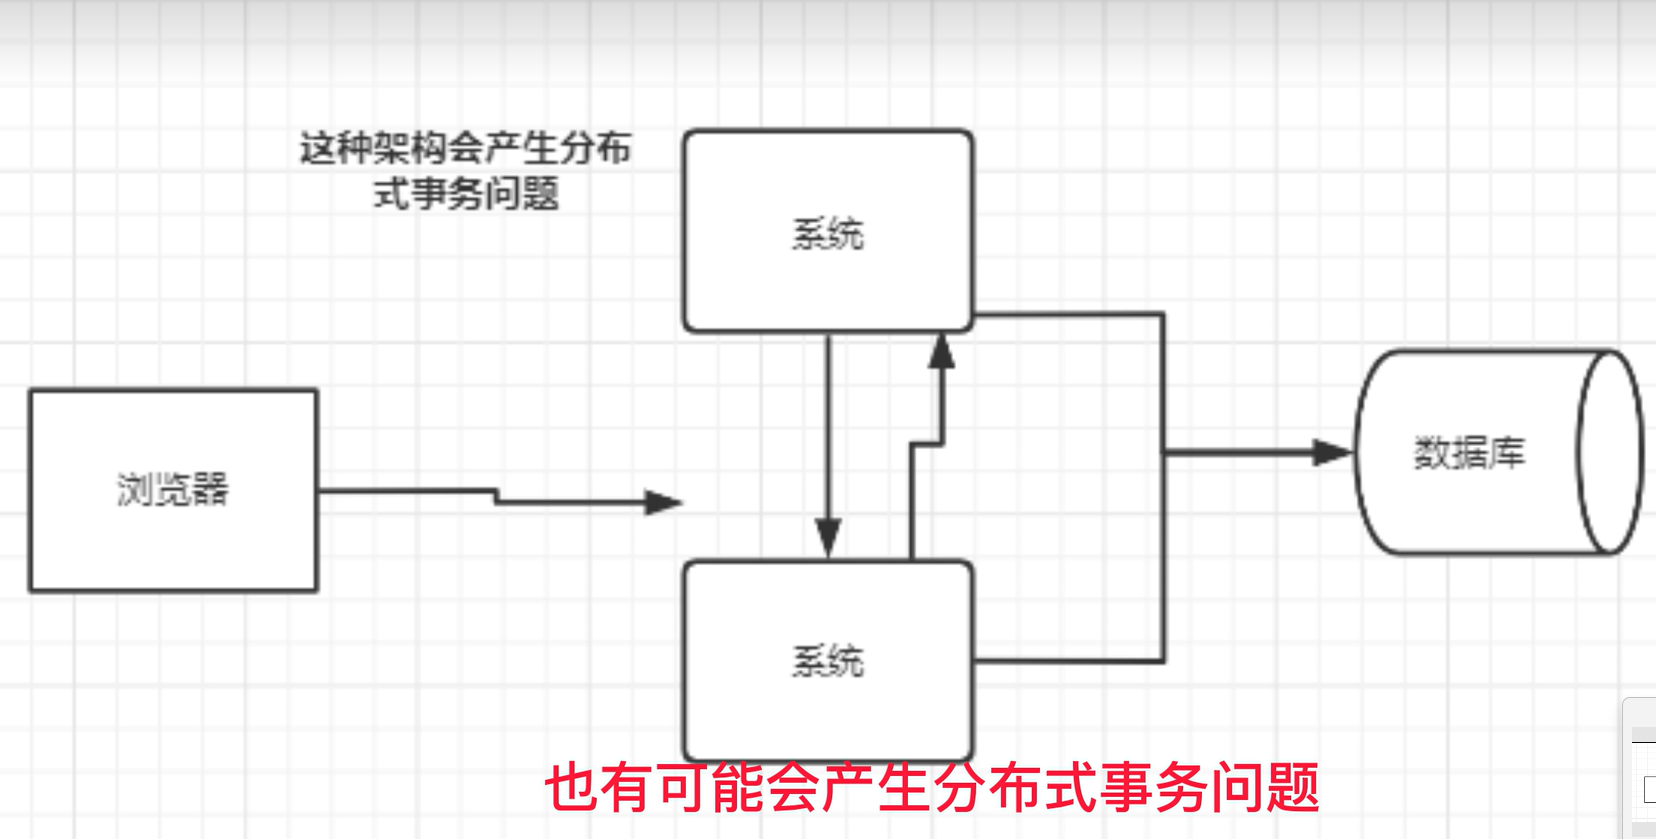 这种架构会产生分布
式事务问题
系统
浏览器
数据库
系统
也有可能会产生分布式事务问题